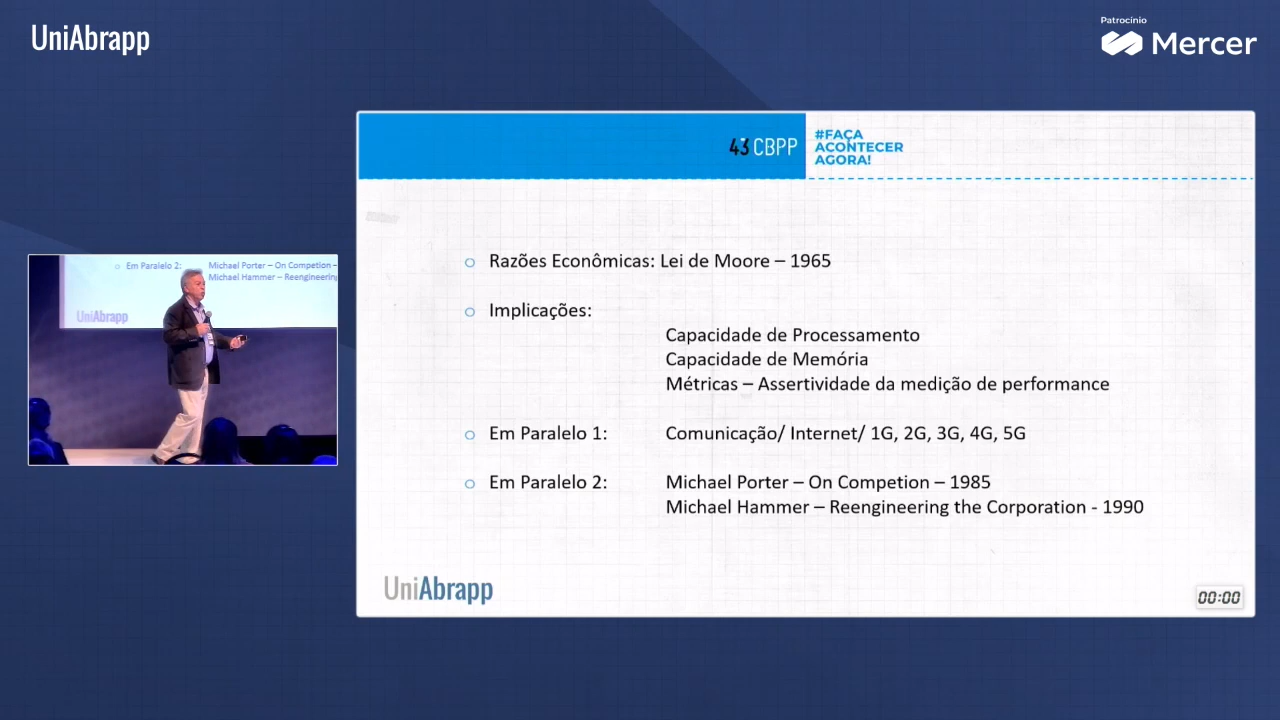 UniAbrapp
Patrocínio
Mercer
43 CBPP
#FAÇA
ACONTECER
AGORA!
Razões Econômicas: Lei de Moore – 1965
Implicações:
Capacidade de Processamento
Capacidade de Memória
Métricas – Assertividade da medição de performance
Em Paralelo 1: Comunicação/ Internet/ 1G, 2G, 3G, 4G, 5G
Em Paralelo 2: Michael Porter – On Competion – 1985
Michael Hammer – Reengineering the Corporation - 1990
UniAbrapp
00:00
Em Paralelo 2: Michael Porter – On Competion –
Michael Hammer – Reengineering
UniAbrapp